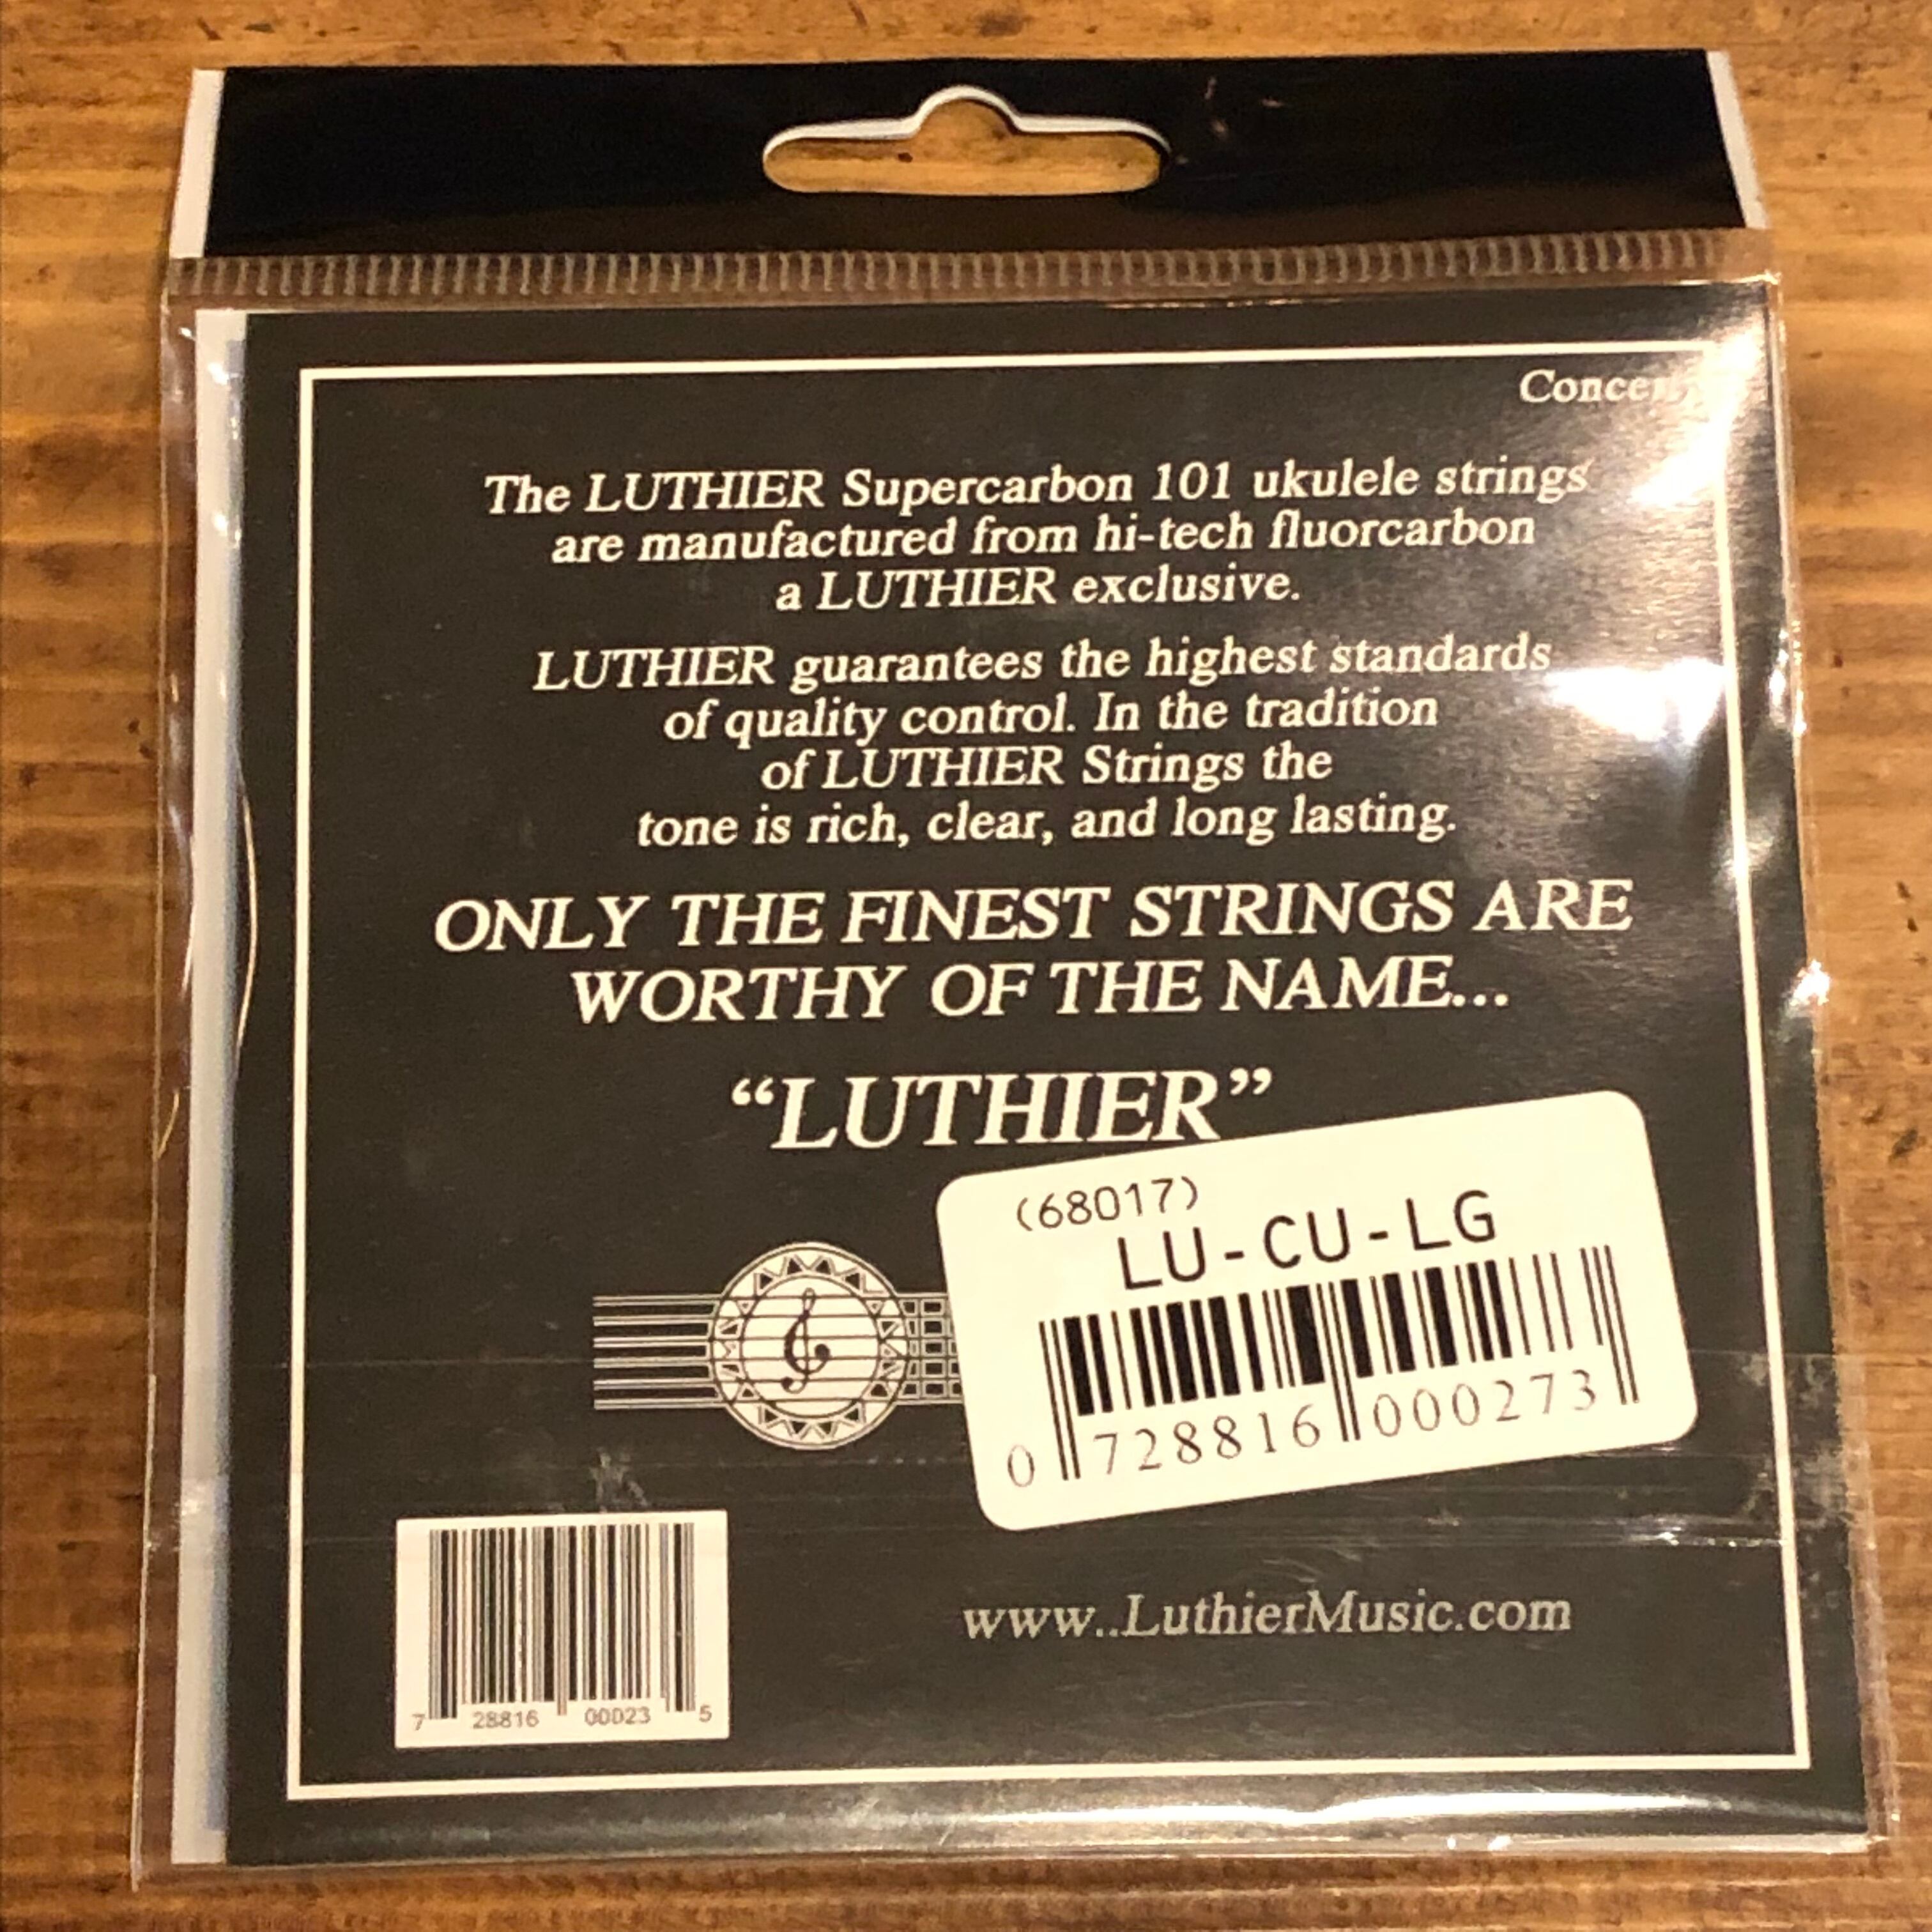 The LUTHIER Supercarbon 101 ukulele strings
are manufactured from hi-tech fluorcarbon
a LUTHIER exclusive.
LUTHIER guarantees the highest standards
of quality control. In the tradition
of LUTHIER Strings the
tone is rich, clear, and long lasting.
ONLY THE FINEST STRINGS ARE
WORTHY OF THE NAME...
“LUTHIER”
(68017)
LU-CU-LG
0 728816 000273
7 28816 00023 5
www..LuthierMusic.com